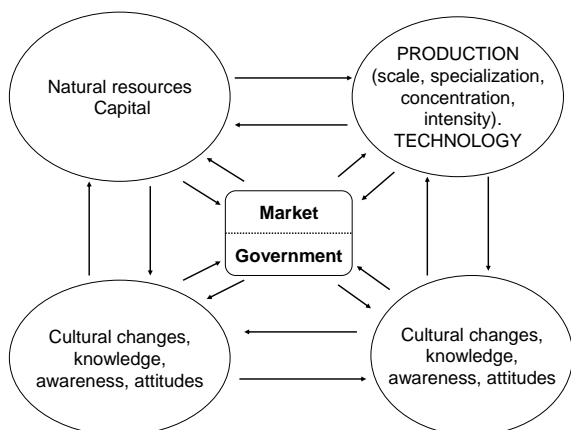 Natural resources
Capital
PRODUCTION
(scale, specialization,
concentration,
intensity).
TECHNOLOGY
Market
Government
Cultural changes,
knowledge,
awareness, attitudes
Cultural changes,
knowledge,
awareness, attitudes